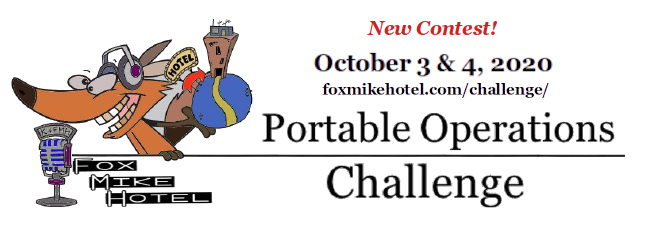 New Contest!
October 3 & 4, 2020
foxmikehotel.com/challenge/
HOTEL
Portable Operations
Challenge
FOX
MIKE
HOTEL